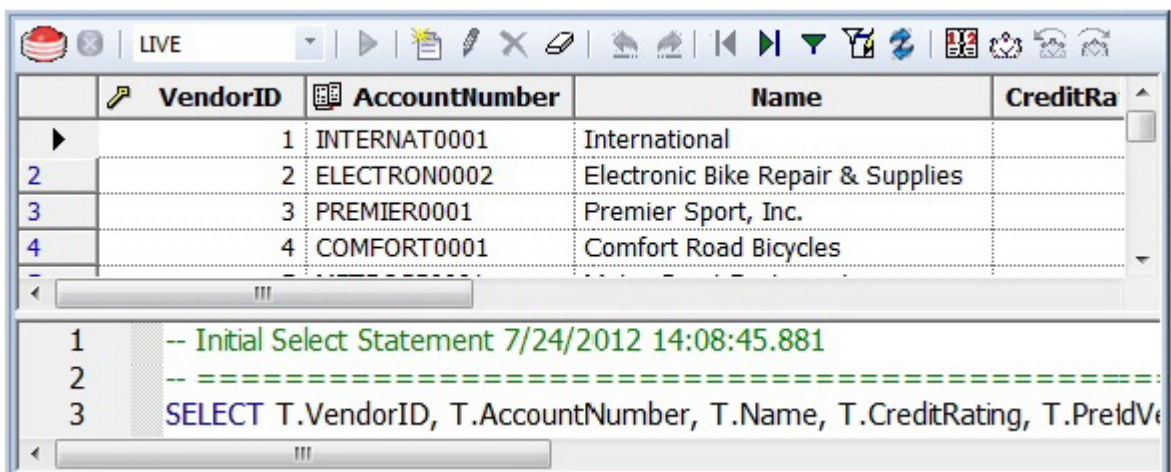 LIVE
VendorID AccountNumber Name CreditRa
1 INTERNAT0001 International
2 2 ELECTRON0002 Electronic Bike Repair & Supplies
3 3 PREMIER0001 Premier Sport, Inc.
4 4 COMFORT0001 Comfort Road Bicycles
1 -- Initial Select Statement 7/24/2012 14:08:45.881
2 -- ============================================
3 SELECT T.VendorID, T.AccountNumber, T.Name, T.CreditRating,